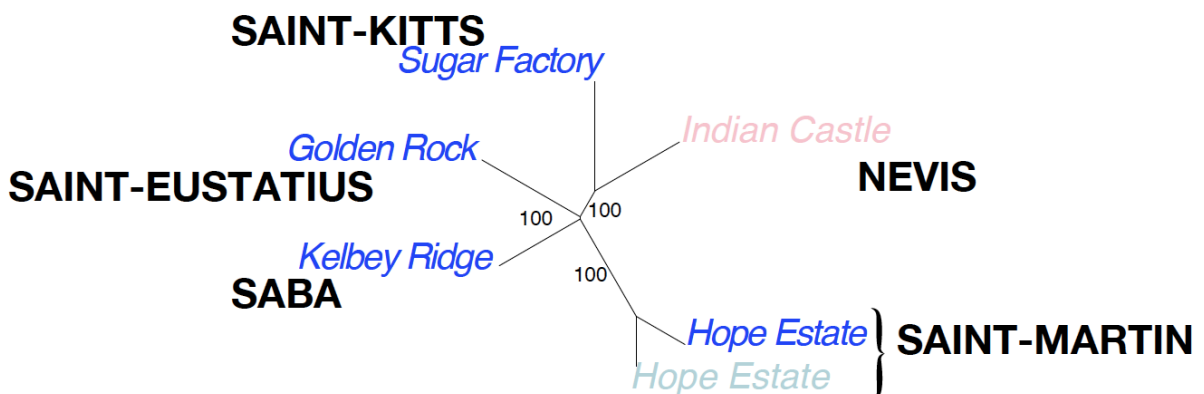 SAINT-KITTS
Sugar Factory
Indian Castle
Golden Rock
NEVIS
SAINT-EUSTATIUS
100
100
Kelbey Ridge
100
SABA
Hope Estate
SAINT-MARTIN
Hope Estate